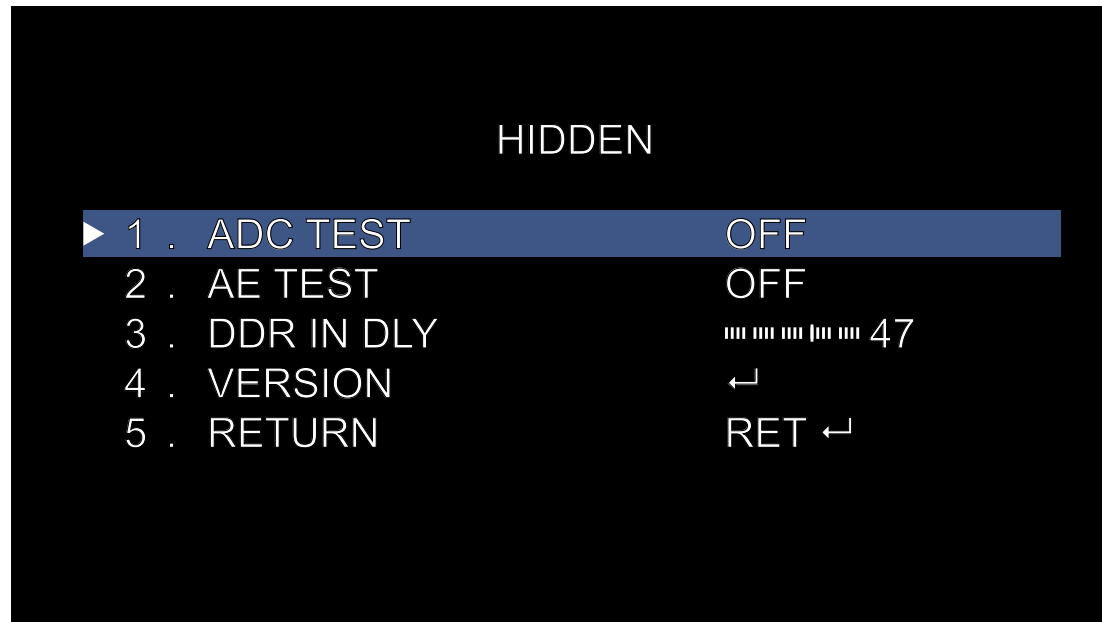 HIDDEN
1 . ADC TEST OFF
2 . AE TEST OFF
3 . DDR IN DLY 47
4 . VERSION ↵
5 . RETURN RET ↵